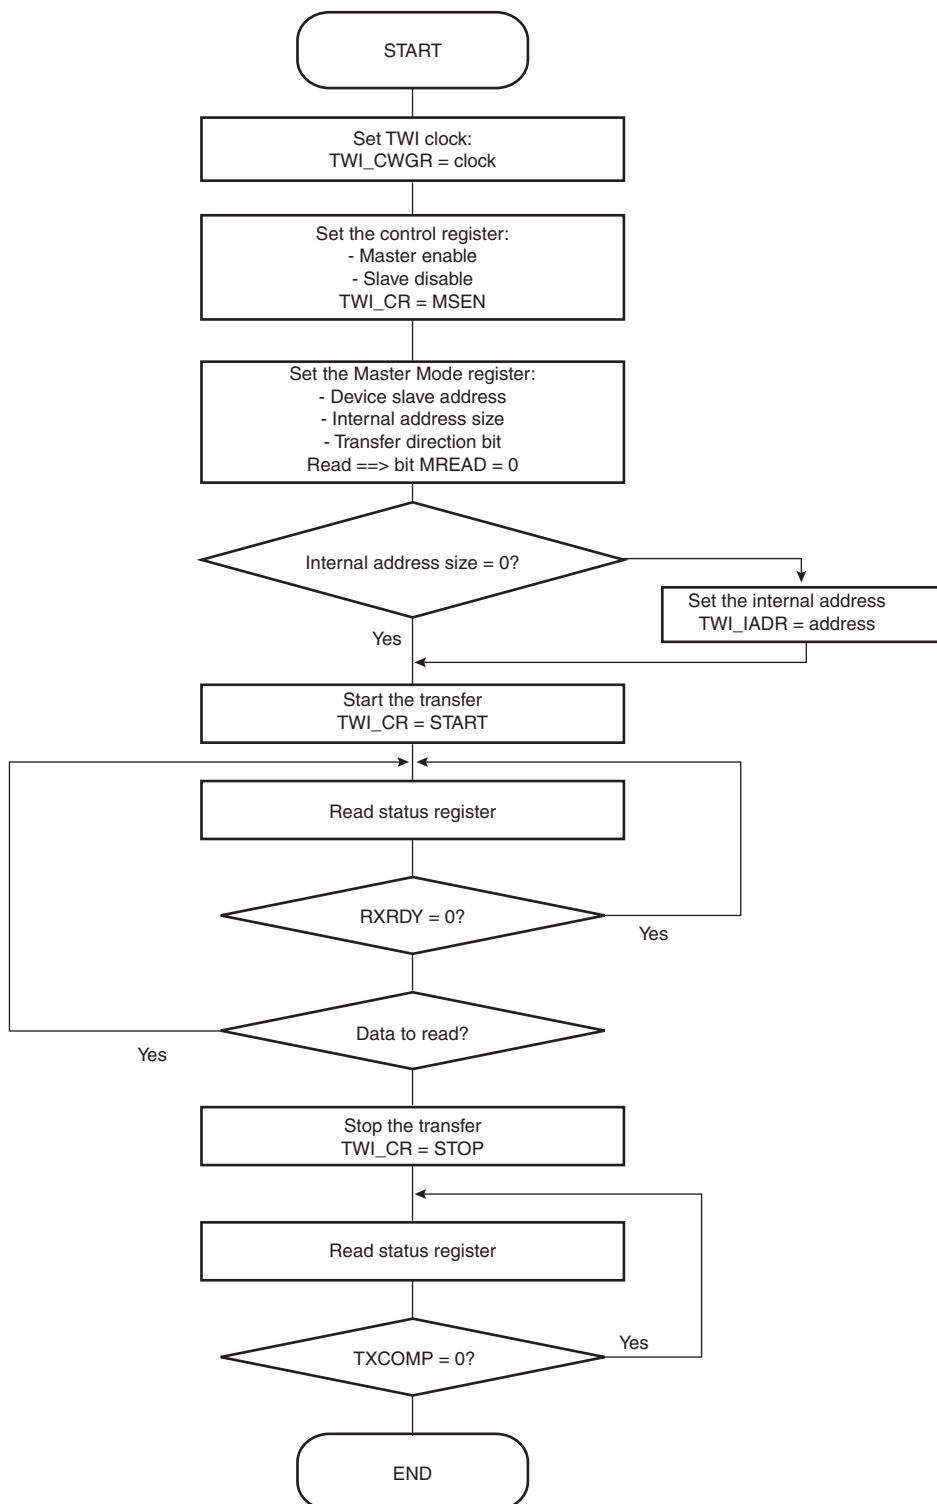 START
Set TWI clock:
TWI_CWGR = clock
Set the control register:
- Master enable
- Slave disable
TWI_CR = MSEN
Set the Master Mode register:
- Device slave address
- Internal address size
- Transfer direction bit
Read ==> bit MREAD = 0
Internal address size = 0?
Set the internal address
TWI_IADR = address
Yes
Start the transfer
TWI_CR = START
Read status register
RXRDY = 0?
Yes
Data to read?
Yes
Stop the transfer
TWI_CR = STOP
Read status register
TXCOMP = 0?
Yes
END